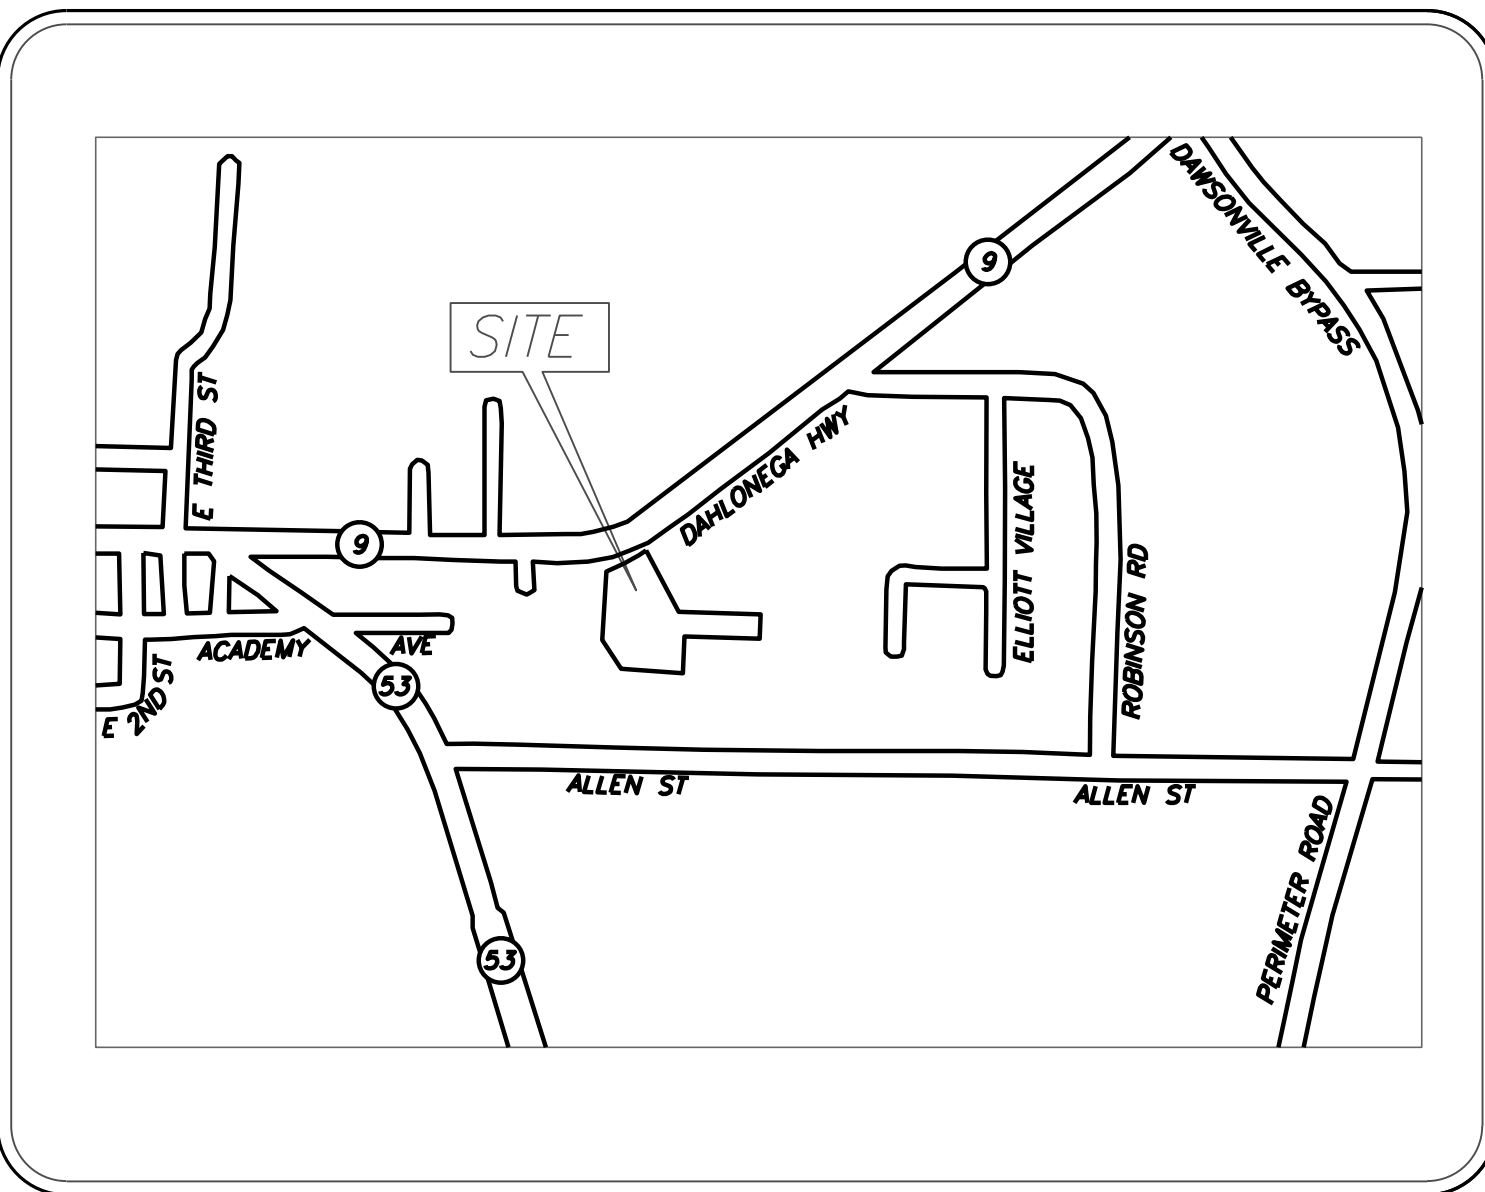 DAWSONVILLE BYPASS
9
SITE
E THIRD ST
DAHLONEGA HWY
9
ELLIOTT VILLAGE
ROBINSON RD
ACADEMY AVE
E 2ND ST
53
ALLEN ST
ALLEN ST
PERIMETER ROAD
53